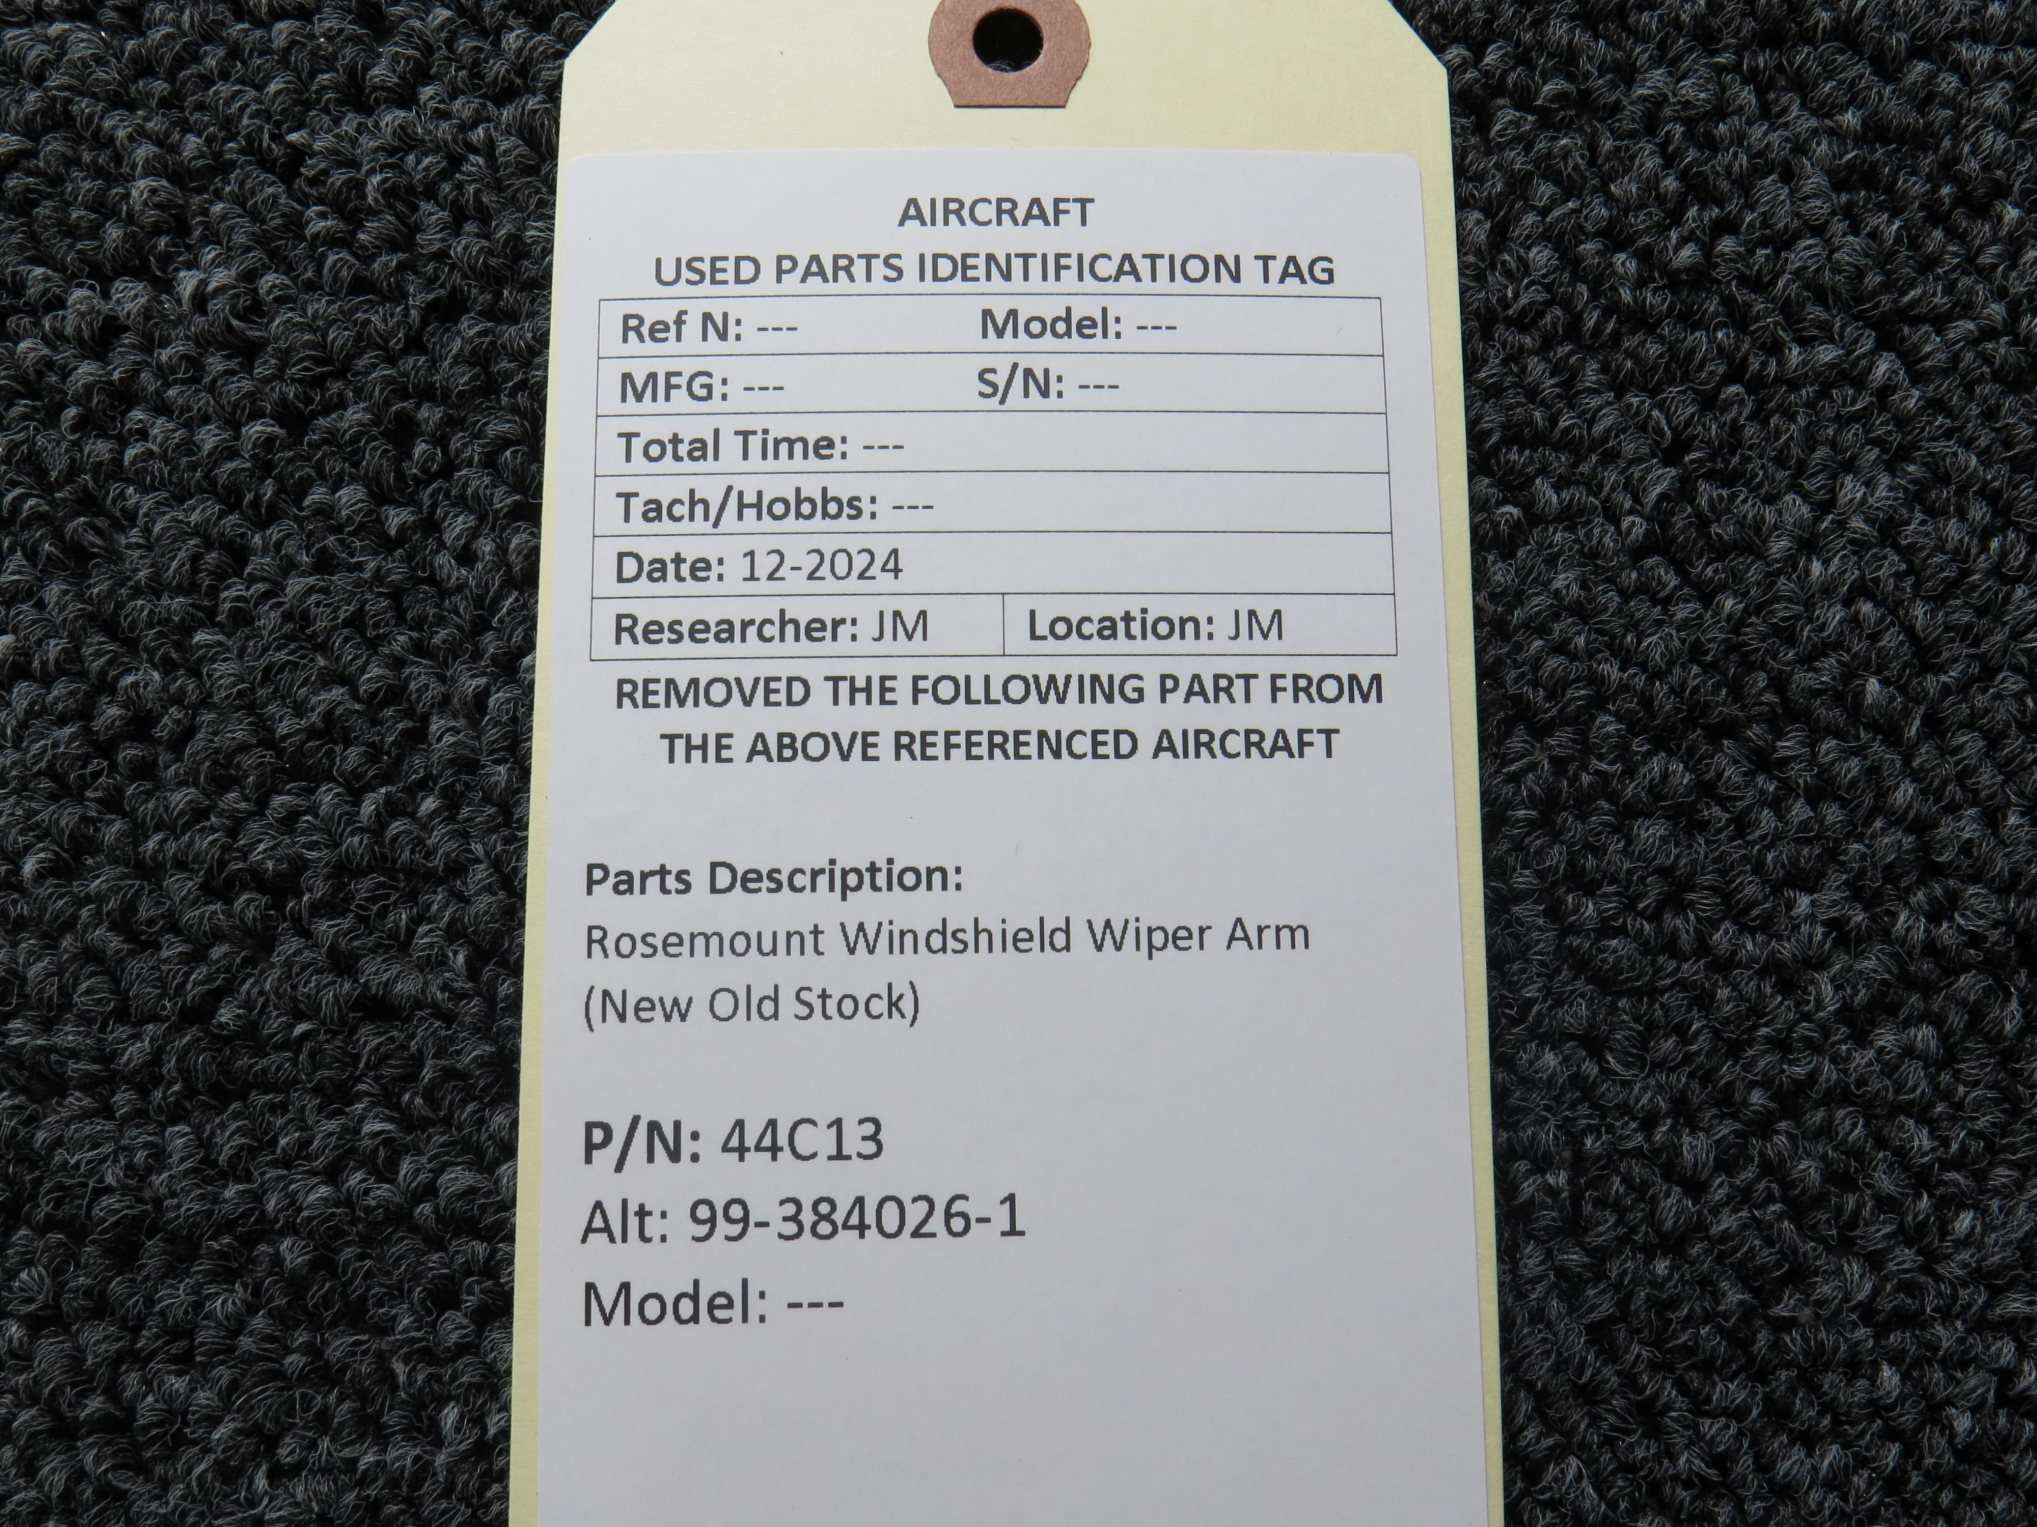 AIRCRAFT
USED PARTS IDENTIFICATION TAG
Ref N: --- Model: ---
MFG: --- S/N: ---
Total Time: ---
Tach/Hobbs: ---
Date: 12-2024
Researcher: JM Location: JM
REMOVED THE FOLLOWING PART FROM
THE ABOVE REFERENCED AIRCRAFT
Parts Description:
Rosemount Windshield Wiper Arm
(New Old Stock)
P/N: 44C13
Alt: 99-384026-1
Model: ---